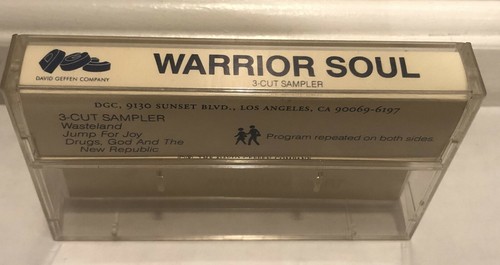 DAVID GEFFEN COMPANY
WARRIOR SOUL
3-CUT SAMPLER
DGC, 9130 SUNSET BLVD., LOS ANGELES, CA 90069-6197
3-CUT SAMPLER
Wasteland
Jump For Joy
Drugs, God And The
New Republic
Program repeated on both sides